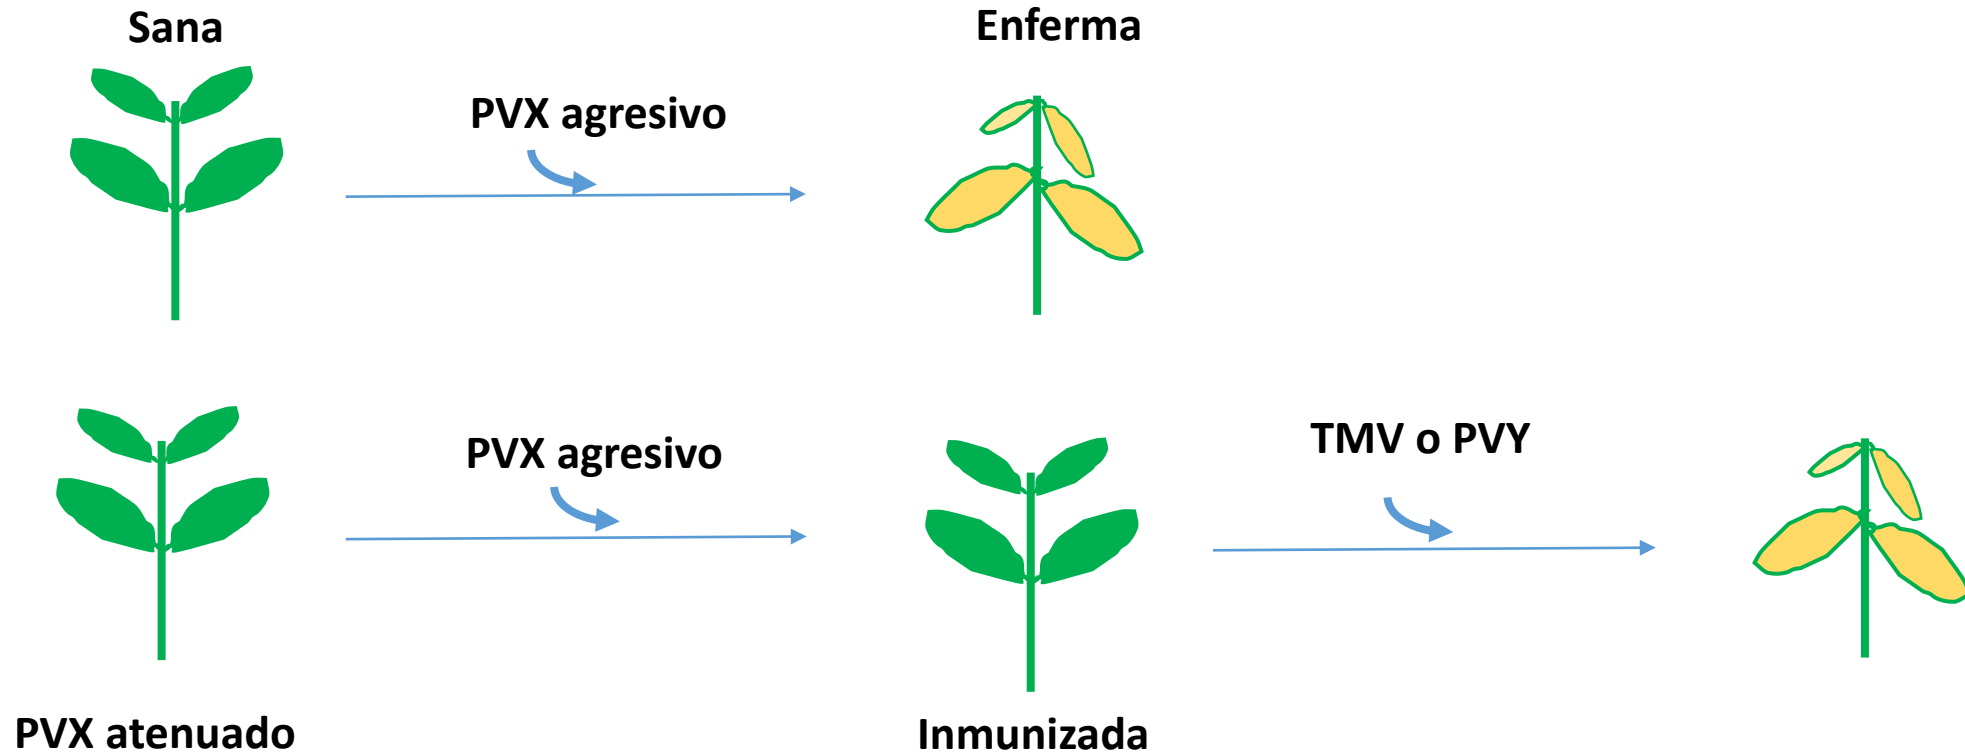 Sana
Enferma
PVX agresivo
PVX agresivo
TMV o PVY
PVX atenuado
Inmunizada